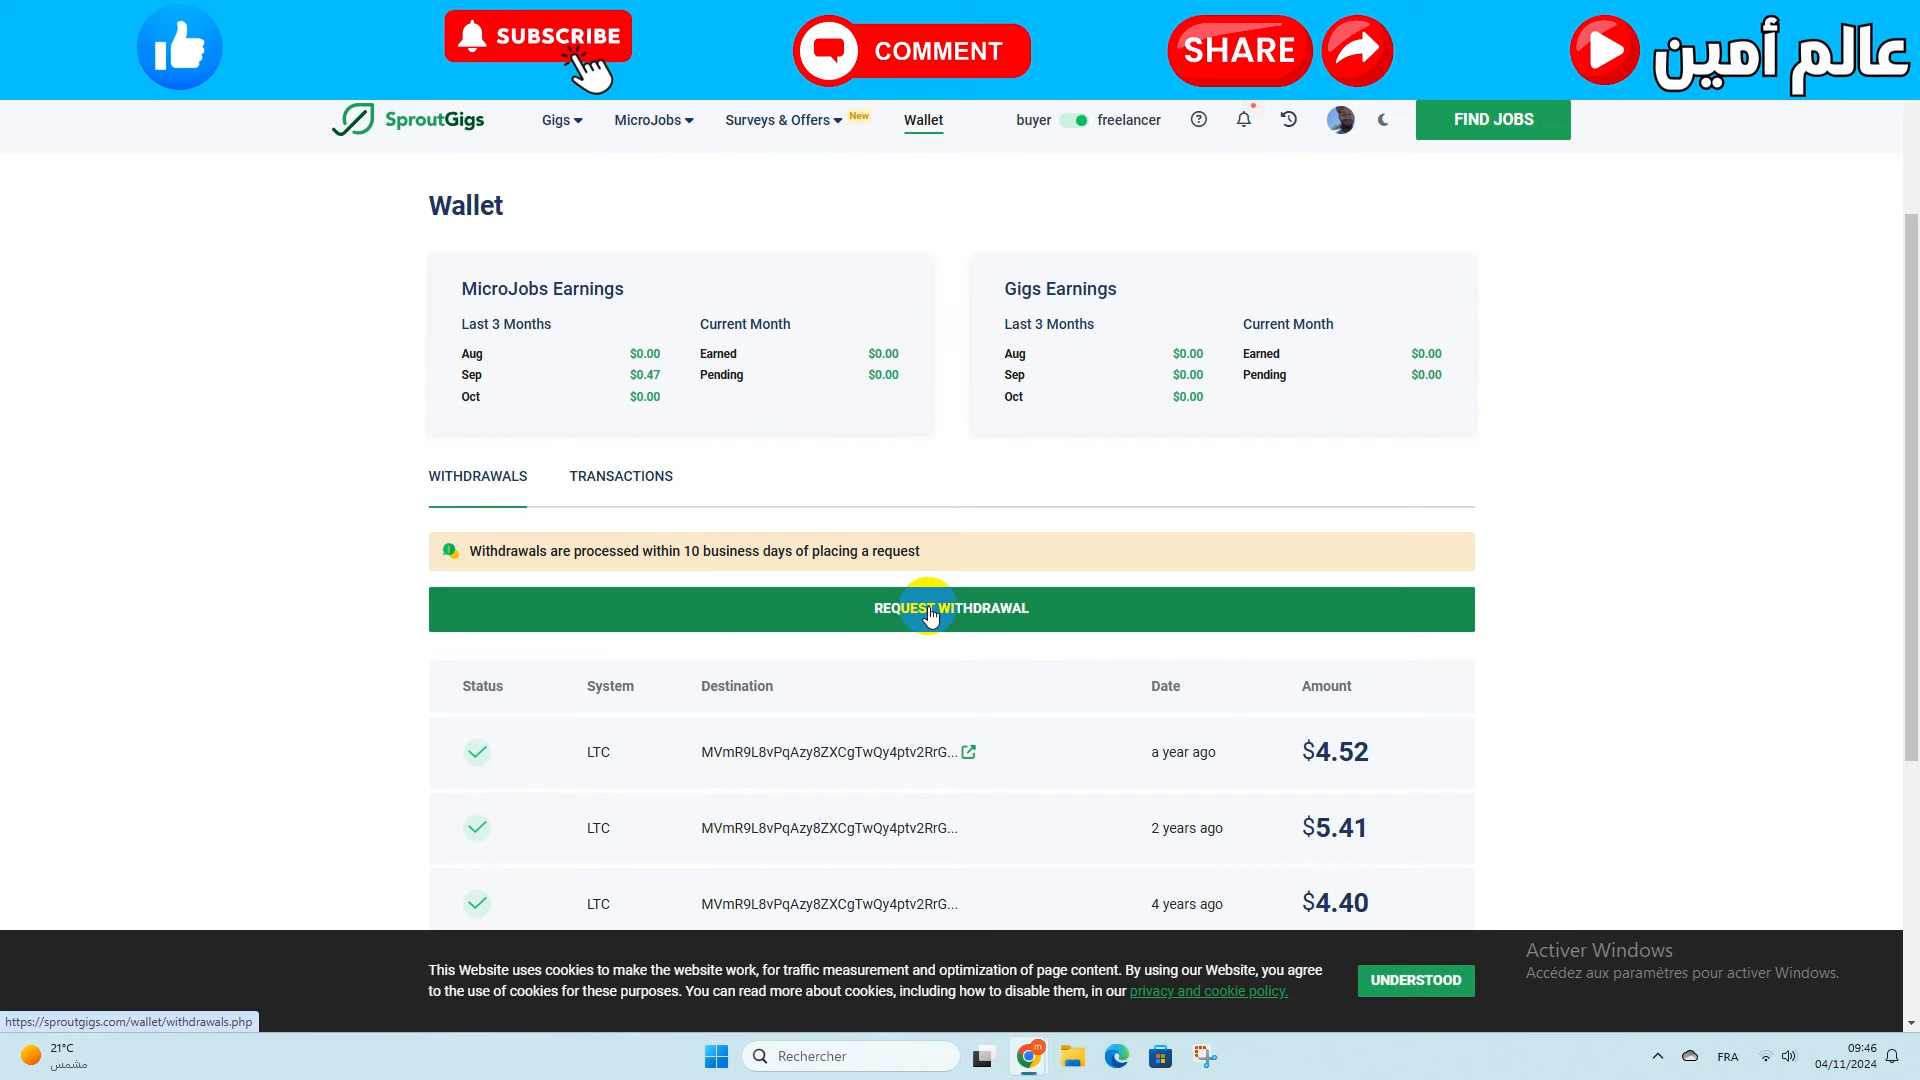 SUBSCRIBE
COMMENT
SHARE
عالم أمين
SproutGigs
Gigs
MicroJobs
Surveys & Offers
New
Wallet
buyer
freelancer
FIND JOBS
Wallet
MicroJobs Earnings
Last 3 Months
Current Month
Aug $0.00
Earned $0.00
Sep $0.47
Pending $0.00
Oct $0.00
Gigs Earnings
Last 3 Months
Current Month
Aug $0.00
Earned $0.00
Sep $0.00
Pending $0.00
Oct $0.00
WITHDRAWALS
TRANSACTIONS
Withdrawals are processed within 10 business days of placing a request
REQUEST WITHDRAWAL
Status System Destination Date Amount
LTC MVmR9L8vPqAzy8ZXCgTwQy4ptv2RrG... a year ago $4.52
LTC MVmR9L8vPqAzy8ZXCgTwQy4ptv2RrG... 2 years ago $5.41
LTC MVmR9L8vPqAzy8ZXCgTwQy4ptv2RrG... 4 years ago $4.40
This Website uses cookies to make the website work, for traffic measurement and optimization of page content. By using our Website, you agree
to the use of cookies for these purposes. You can read more about cookies, including how to disable them, in our privacy and cookie policy.
UNDERSTOOD
Activer Windows
Accédez aux paramètres pour activer Windows.
https://sproutgigs.com/wallet/withdrawals.php
21°C
مشمس
Rechercher
m
FRA
09:46
04/11/2024